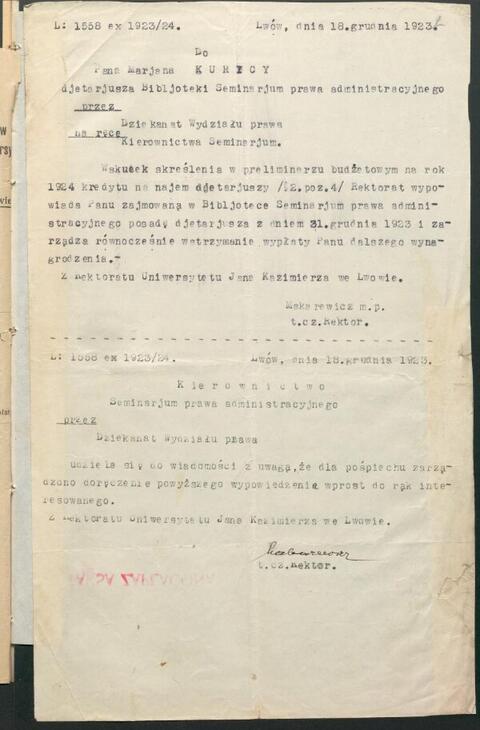 L: 1558 ex 1923/24. Lwów, dnia 18.grudnia 1923.
Do
Pana Marjana K U R Z C Y
djetarjusza Bibljoteki Seminarjum prawa administracyjnego
przez
Dziekanat Wydziału prawa
na ręce
Kierownictwa Seminarjum.
Wskutek skreślenia w preliminarzu budżetowym na rok
1924 kredytu na najem djetarjuszy /§2.poz.4/ Rektorat wypo-
wiada Panu zajmowaną w Bibljotece Seminarjum prawa admini-
stracyjnego posadę djetarjusza z dniem 31.grudnia 1923 i za-
rządza równocześnie wstrzymanie wypłaty Panu dalszego wyna-
grodzenia.-
Z Rektoratu Uniwersytetu Jana Kazimierza we Lwowie.
Makarewicz m.p.
t.cz.Rektor.
L: 1558 ex 1923/24. Lwów, dnia 18.grudnia 1923.
K i e r o w n i c t w o
Seminarjum prawa administracyjnego
przez
Dziekanat Wydziału prawa
udziela się do wiadomości z uwagą,że dla pośpiechu zarzą-
dzono doręczenie powyższego wypowiedzenia wprost do rąk inte-
resowanego.
Z Rektoratu Uniwersytetu Jana Kazimierza we Lwowie.
t.cz.Rektor.